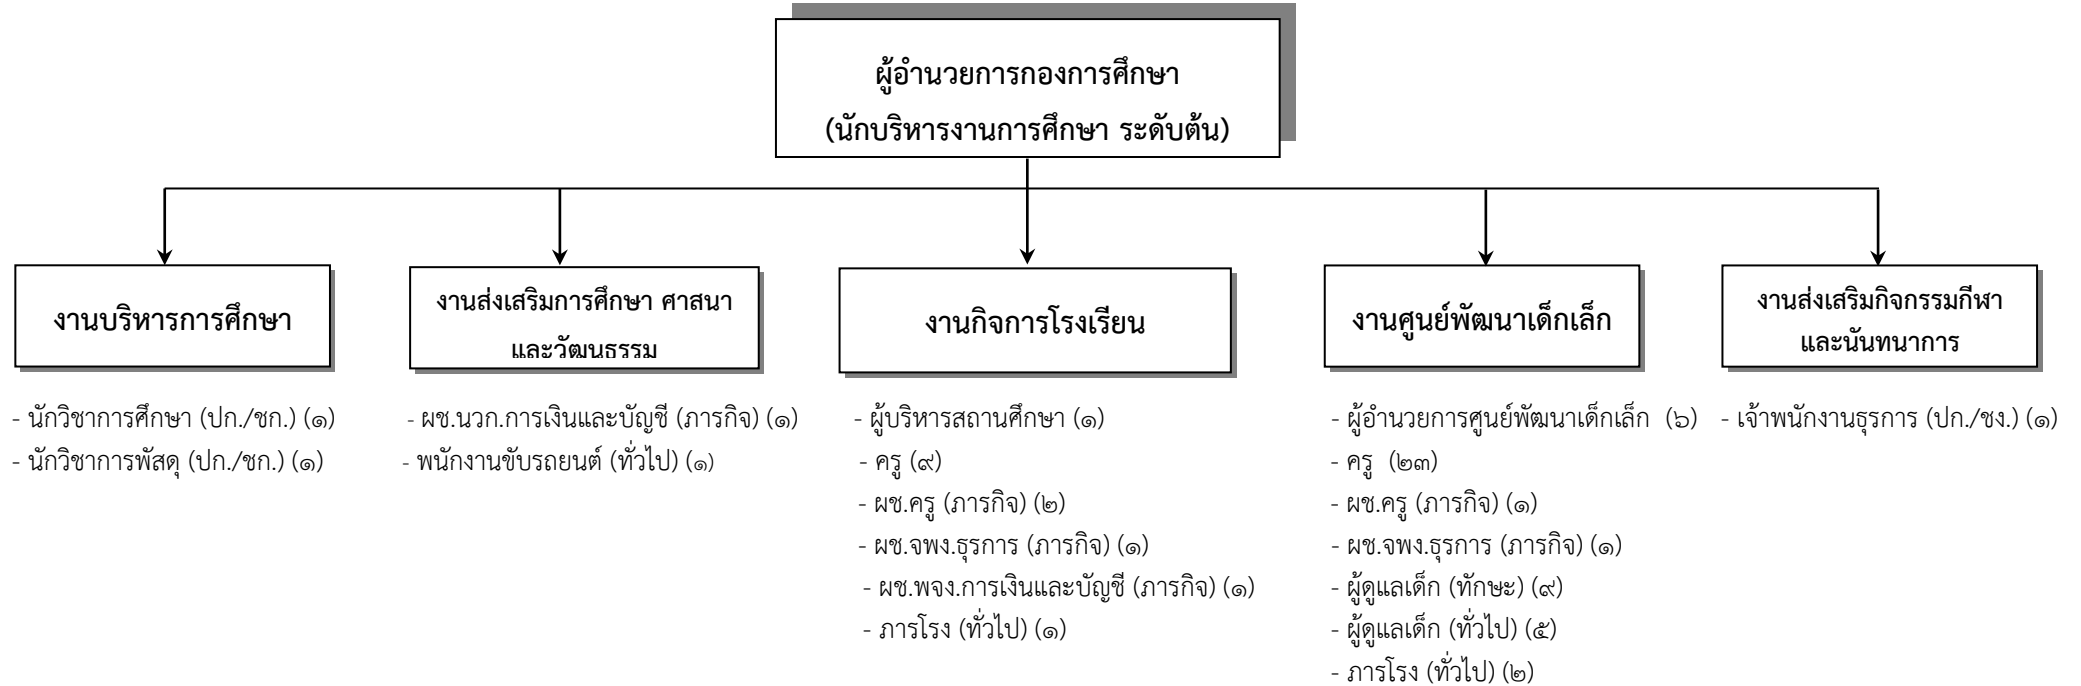 ผู้อำนวยการกองการศึกษา
(นักบริหารงานการศึกษา ระดับต้น)
งานบริหารการศึกษา
- นักวิชาการศึกษา (ปก./ชก.) (๑)
- นักวิชาการพัสดุ (ปก./ชก.) (๑)
งานส่งเสริมการศึกษา ศาสนา
และวัฒนธรรม
- ผช.นวก.การเงินและบัญชี (ภารกิจ) (๑)
- พนักงานขับรถยนต์ (ทั่วไป) (๑)
งานกิจการโรงเรียน
- ผู้บริหารสถานศึกษา (๑)
- ครู (๙)
- ผช.ครู (ภารกิจ) (๒)
- ผช.จพง.ธุรการ (ภารกิจ) (๑)
- ผช.พจง.การเงินและบัญชี (ภารกิจ) (๑)
- ภารโรง (ทั่วไป) (๑)
งานศูนย์พัฒนาเด็กเล็ก
- ผู้อำนวยการศูนย์พัฒนาเด็กเล็ก (๖)
- ครู (๒๓)
- ผช.ครู (ภารกิจ) (๑)
- ผช.จพง.ธุรการ (ภารกิจ) (๑)
- ผู้ดูแลเด็ก (ทักษะ) (๙)
- ผู้ดูแลเด็ก (ทั่วไป) (๕)
- ภารโรง (ทั่วไป) (๒)
งานส่งเสริมกิจกรรมกีฬา
และนันทนาการ
- เจ้าพนักงานธุรการ (ปก./ชง.) (๑)